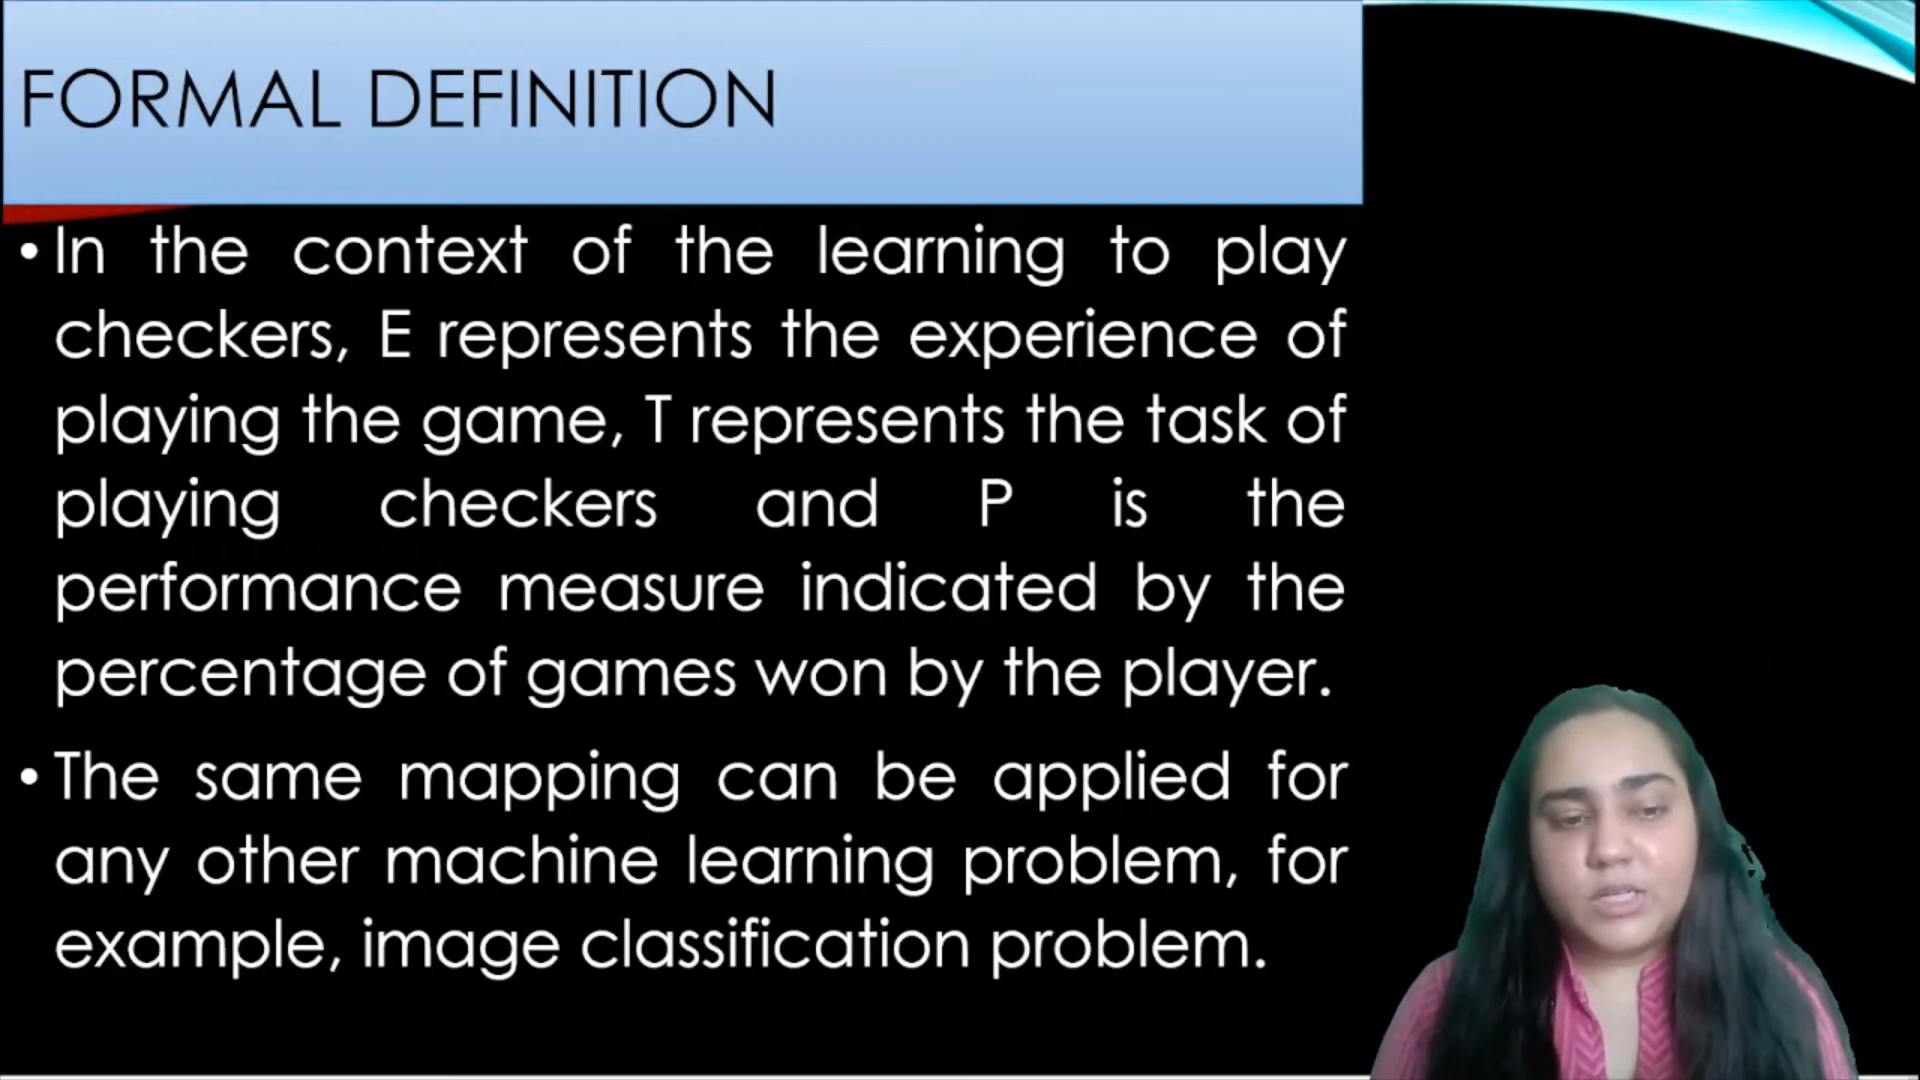 FORMAL DEFINITION
• In the context of the learning to play
checkers, E represents the experience of
playing the game, T represents the task of
playing checkers and P is the
performance measure indicated by the
percentage of games won by the player.
• The same mapping can be applied for
any other machine learning problem, for
example, image classification problem.